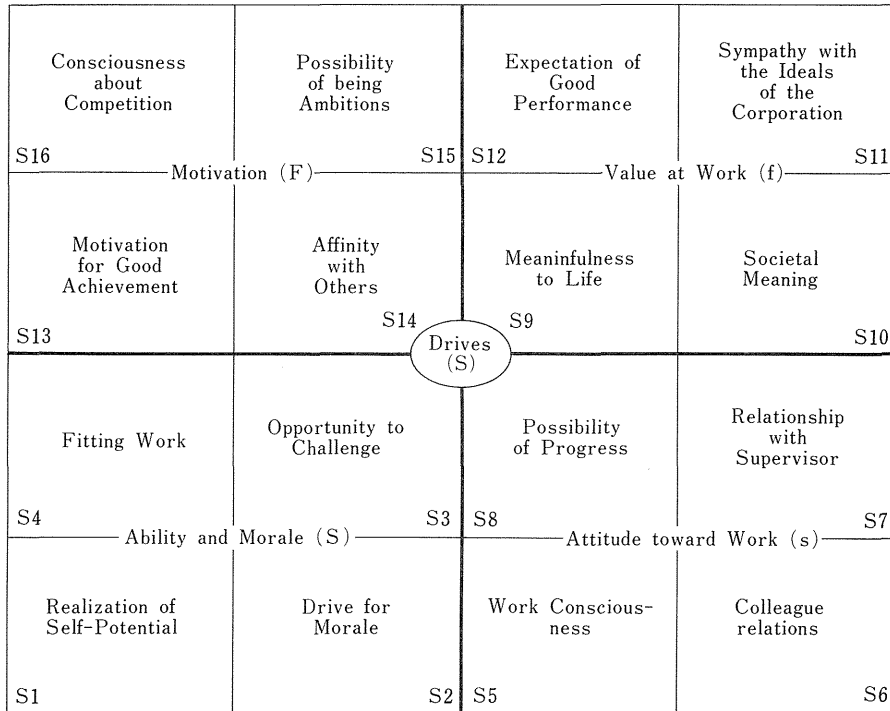 Consciousness
about
Competition
S16
Possibility
of being
Ambitions
S15
Expectation of
Good
Performance
S12
Sympathy with
the Ideals
of the
Corporation
S11
Motivation (F)
Value at Work (f)
Motivation
for Good
Achievement
S13
Affinity
with
Others
S14
Meaninfulness
to Life
S9
Societal
Meaning
S10
Drives
(S)
Fitting Work
S4
Opportunity to
Challenge
S3
Possibility
of Progress
S8
Relationship
with
Supervisor
S7
Ability and Morale (S)
Attitude toward Work (s)
Realization of
Self-Potential
S1
Drive for
Morale
S2
Work Conscious-
ness
S5
Colleague
relations
S6